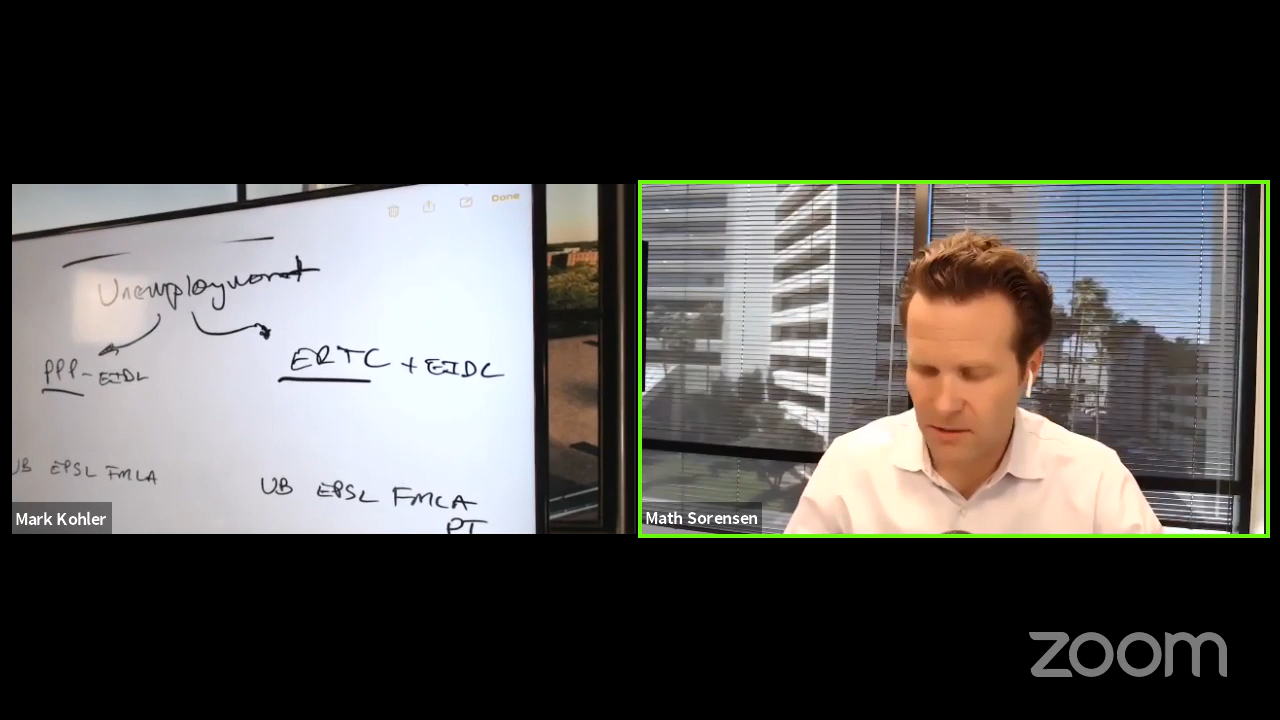 Done
Unemployment
PPP - EIDL
ERTC + EIDL
UB EPSL FMLA
UB EPSL FMLA
PT
Mark Kohler
Math Sorensen
zoom